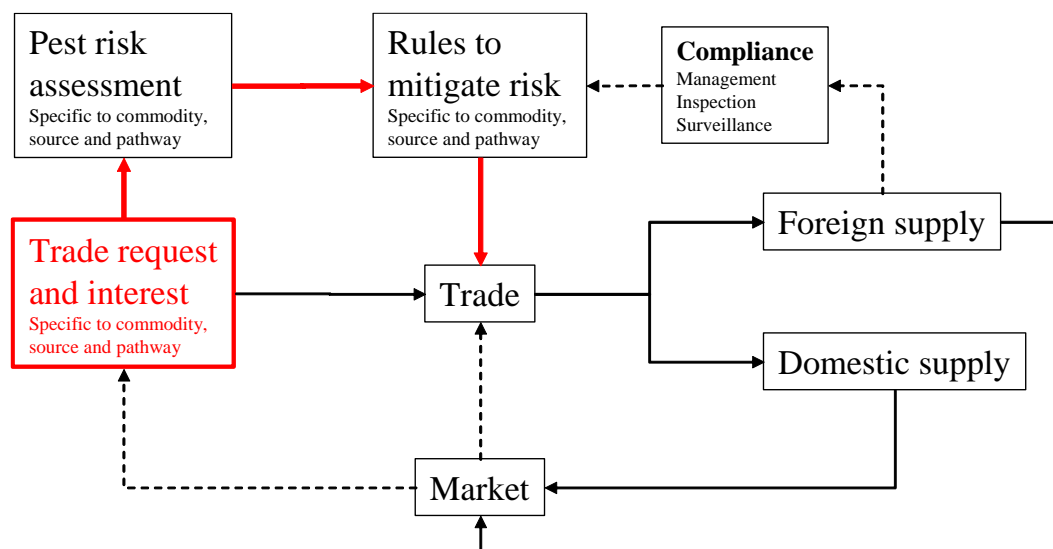 Pest risk
assessment
Specific to commodity,
source and pathway
Rules to
mitigate risk
Specific to commodity,
source and pathway
Compliance
Management
Inspection
Surveillance
Trade request
and interest
Specific to commodity,
source and pathway
Trade
Foreign supply
Domestic supply
Market